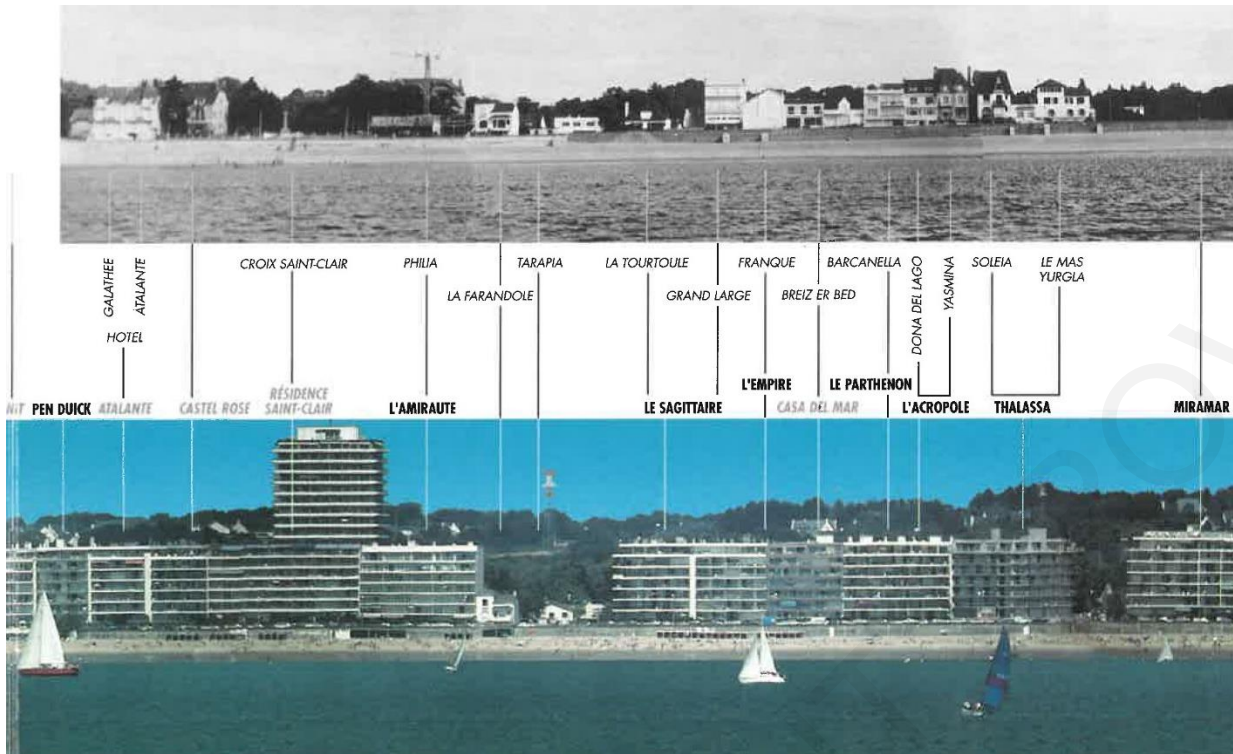 GALATHEE
ATALANTE
HOTEL
CROIX SAINT-CLAIR
PHILIA
LA FARANDOLE
TARAPIA
LA TOURTOULE
GRAND LARGE
FRANQUE
BREIZ ER BED
BARCANELLA
DONA DEL LAGO
YASMINA
SOLEIA
LE MAS
YURGLA
PEN DUICK
ATALANTE
CASTEL ROSE
RÉSIDENCE
SAINT-CLAIR
L'AMIRAUTE
LE SAGITTAIRE
L'EMPIRE
CASA DEL MAR
LE PARTHENON
L'ACROPOLE
THALASSA
MIRAMAR